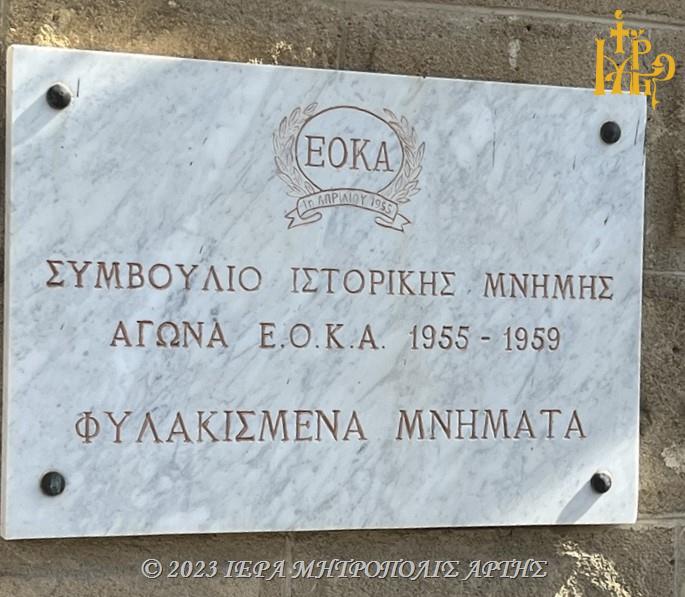 ΕΟΚΑ
1η ΑΠΡΙΛΙΟΥ 1955
ΣΥΜΒΟΥΛΙΟ ΙΣΤΟΡΙΚΗΣ ΜΝΗΜΗΣ
ΑΓΩΝΑ Ε.Ο.Κ.Α. 1955 - 1959
ΦΥΛΑΚΙΣΜΕΝΑ ΜΝΗΜΑΤΑ
© 2023 ΙΕΡΑ ΜΗΤΡΟΠΟΛΙΣ ΑΡΤΗΣ